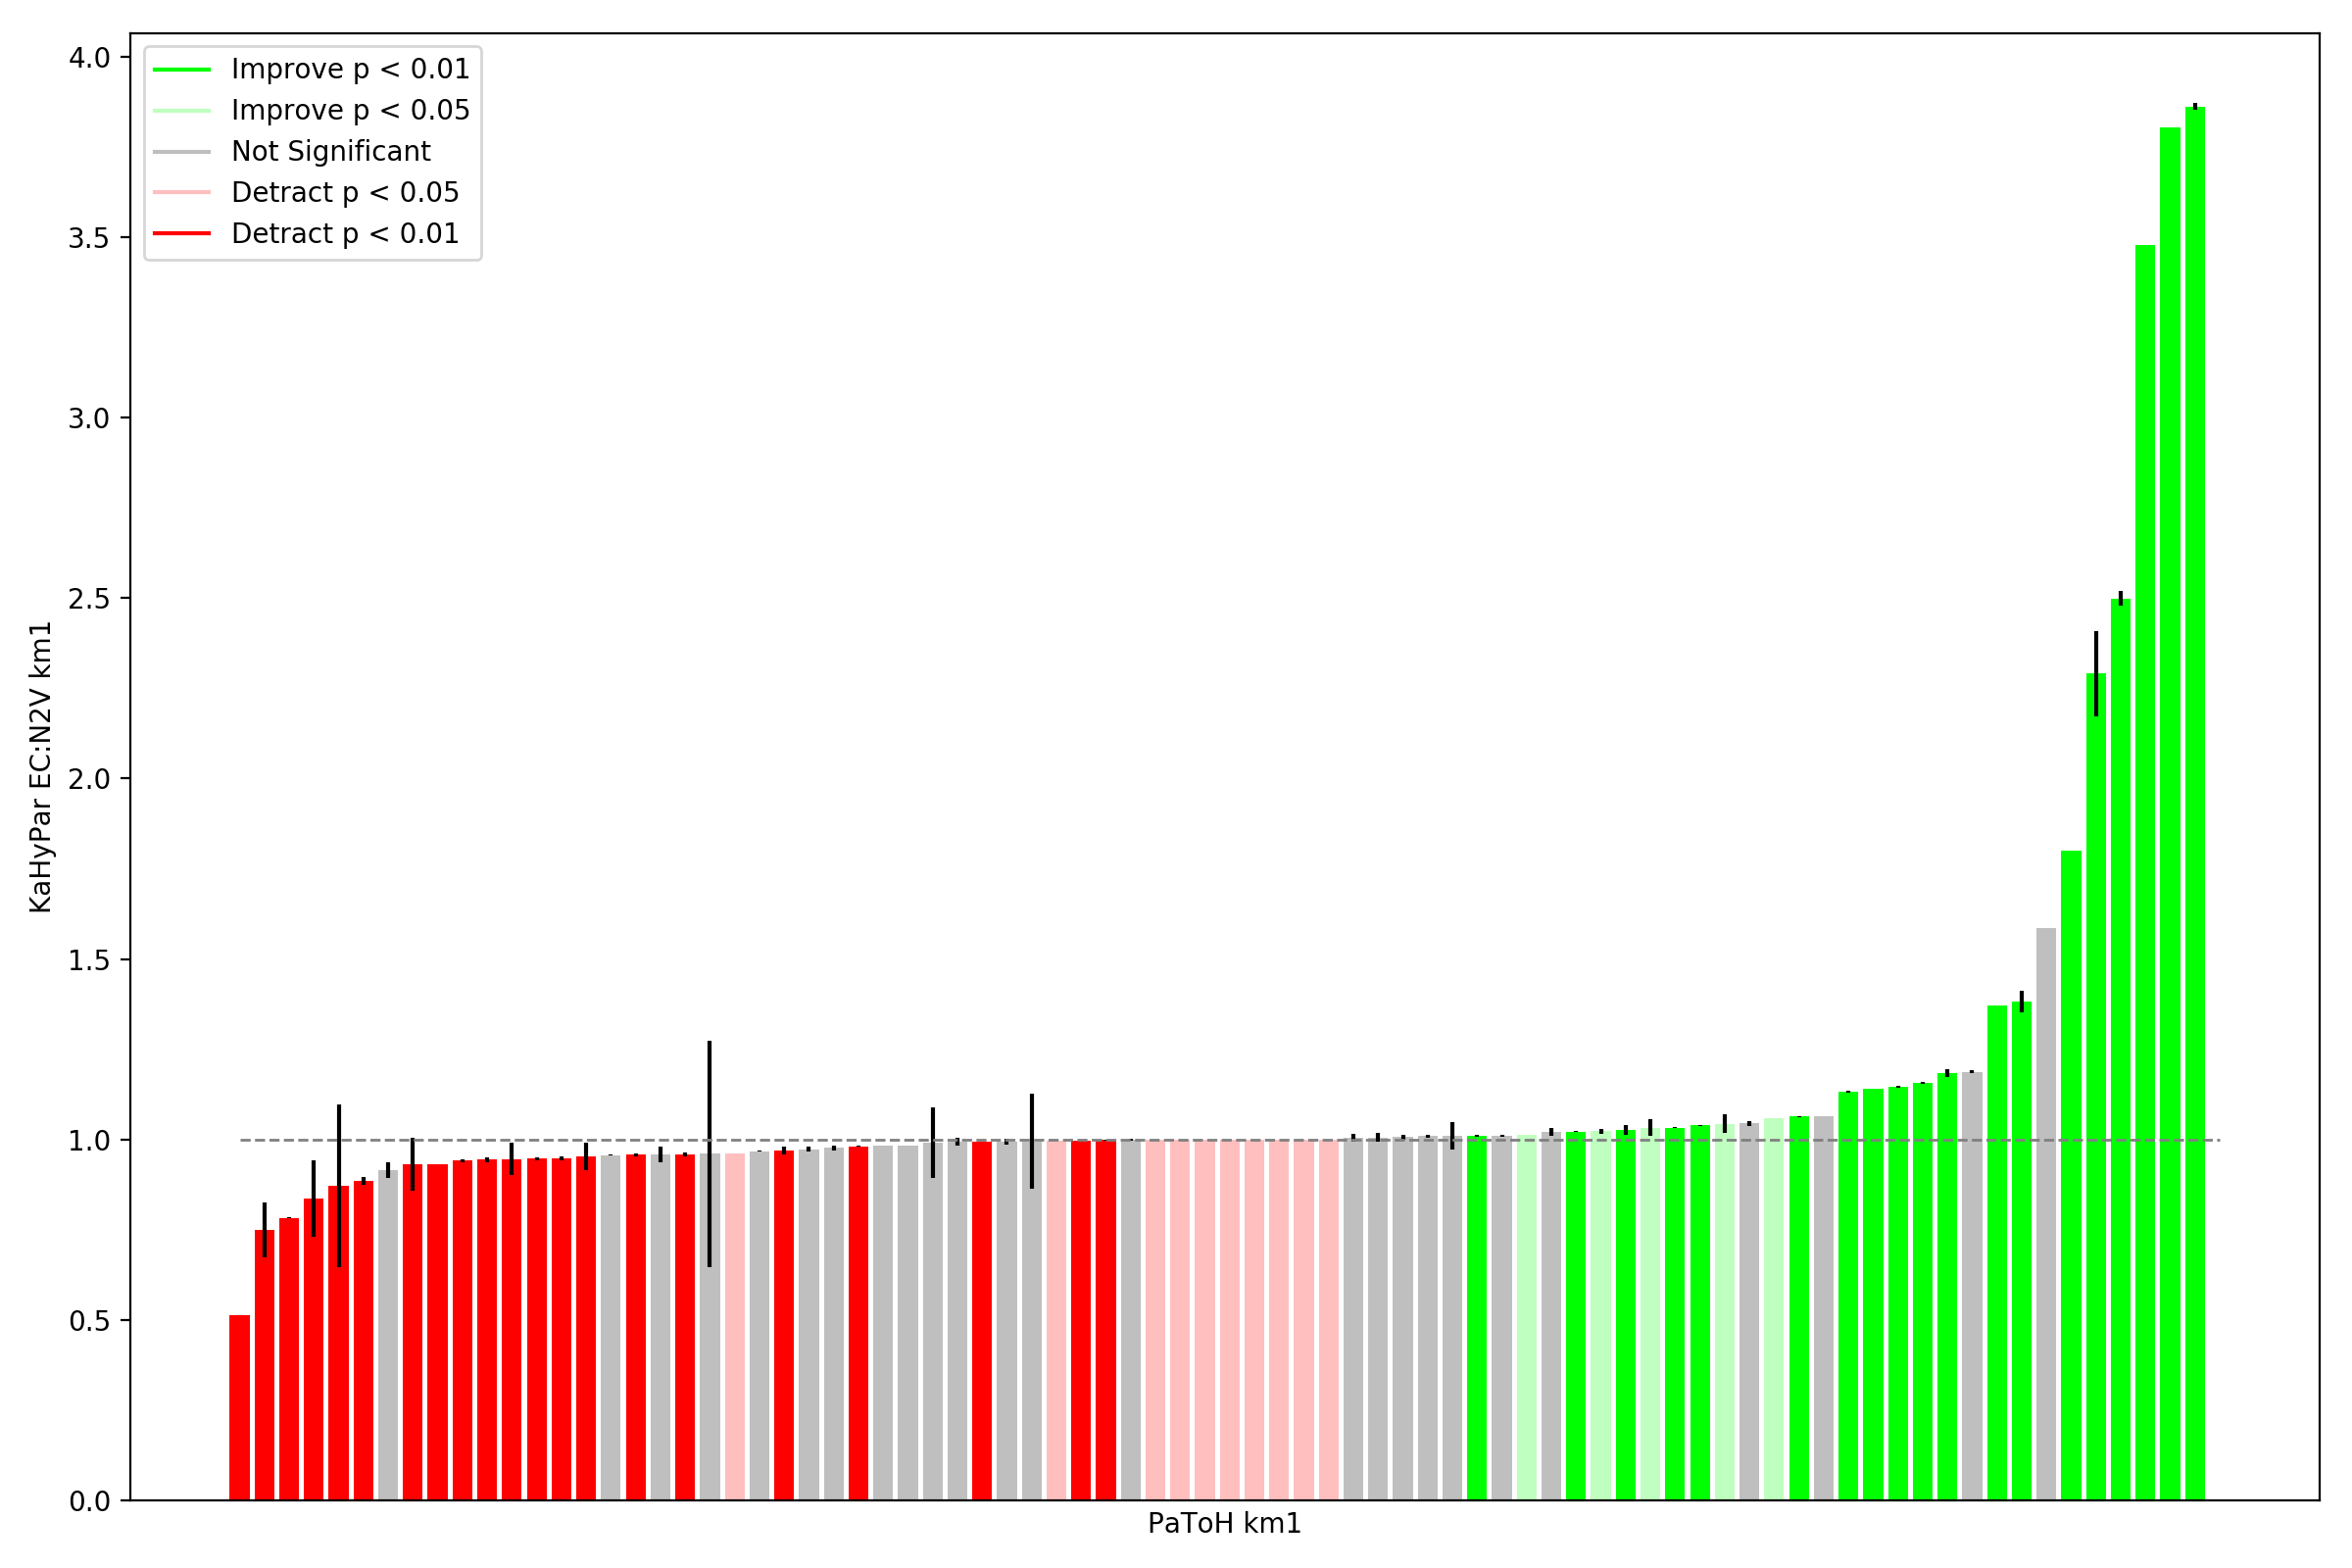 4.0
3.5
3.0
2.5
2.0
1.5
1.0
0.5
0.0
KaHyPar EC:N2V km1
PaToH km1
Improve p < 0.01
Improve p < 0.05
Not Significant
Detract p < 0.05
Detract p < 0.01